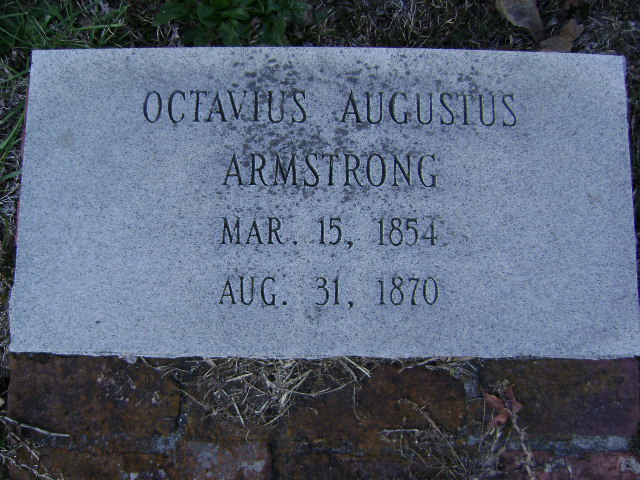 OCTAVIUS AUGUSTUS
ARMSTRONG
MAR. 15, 1854
AUG. 31, 1870